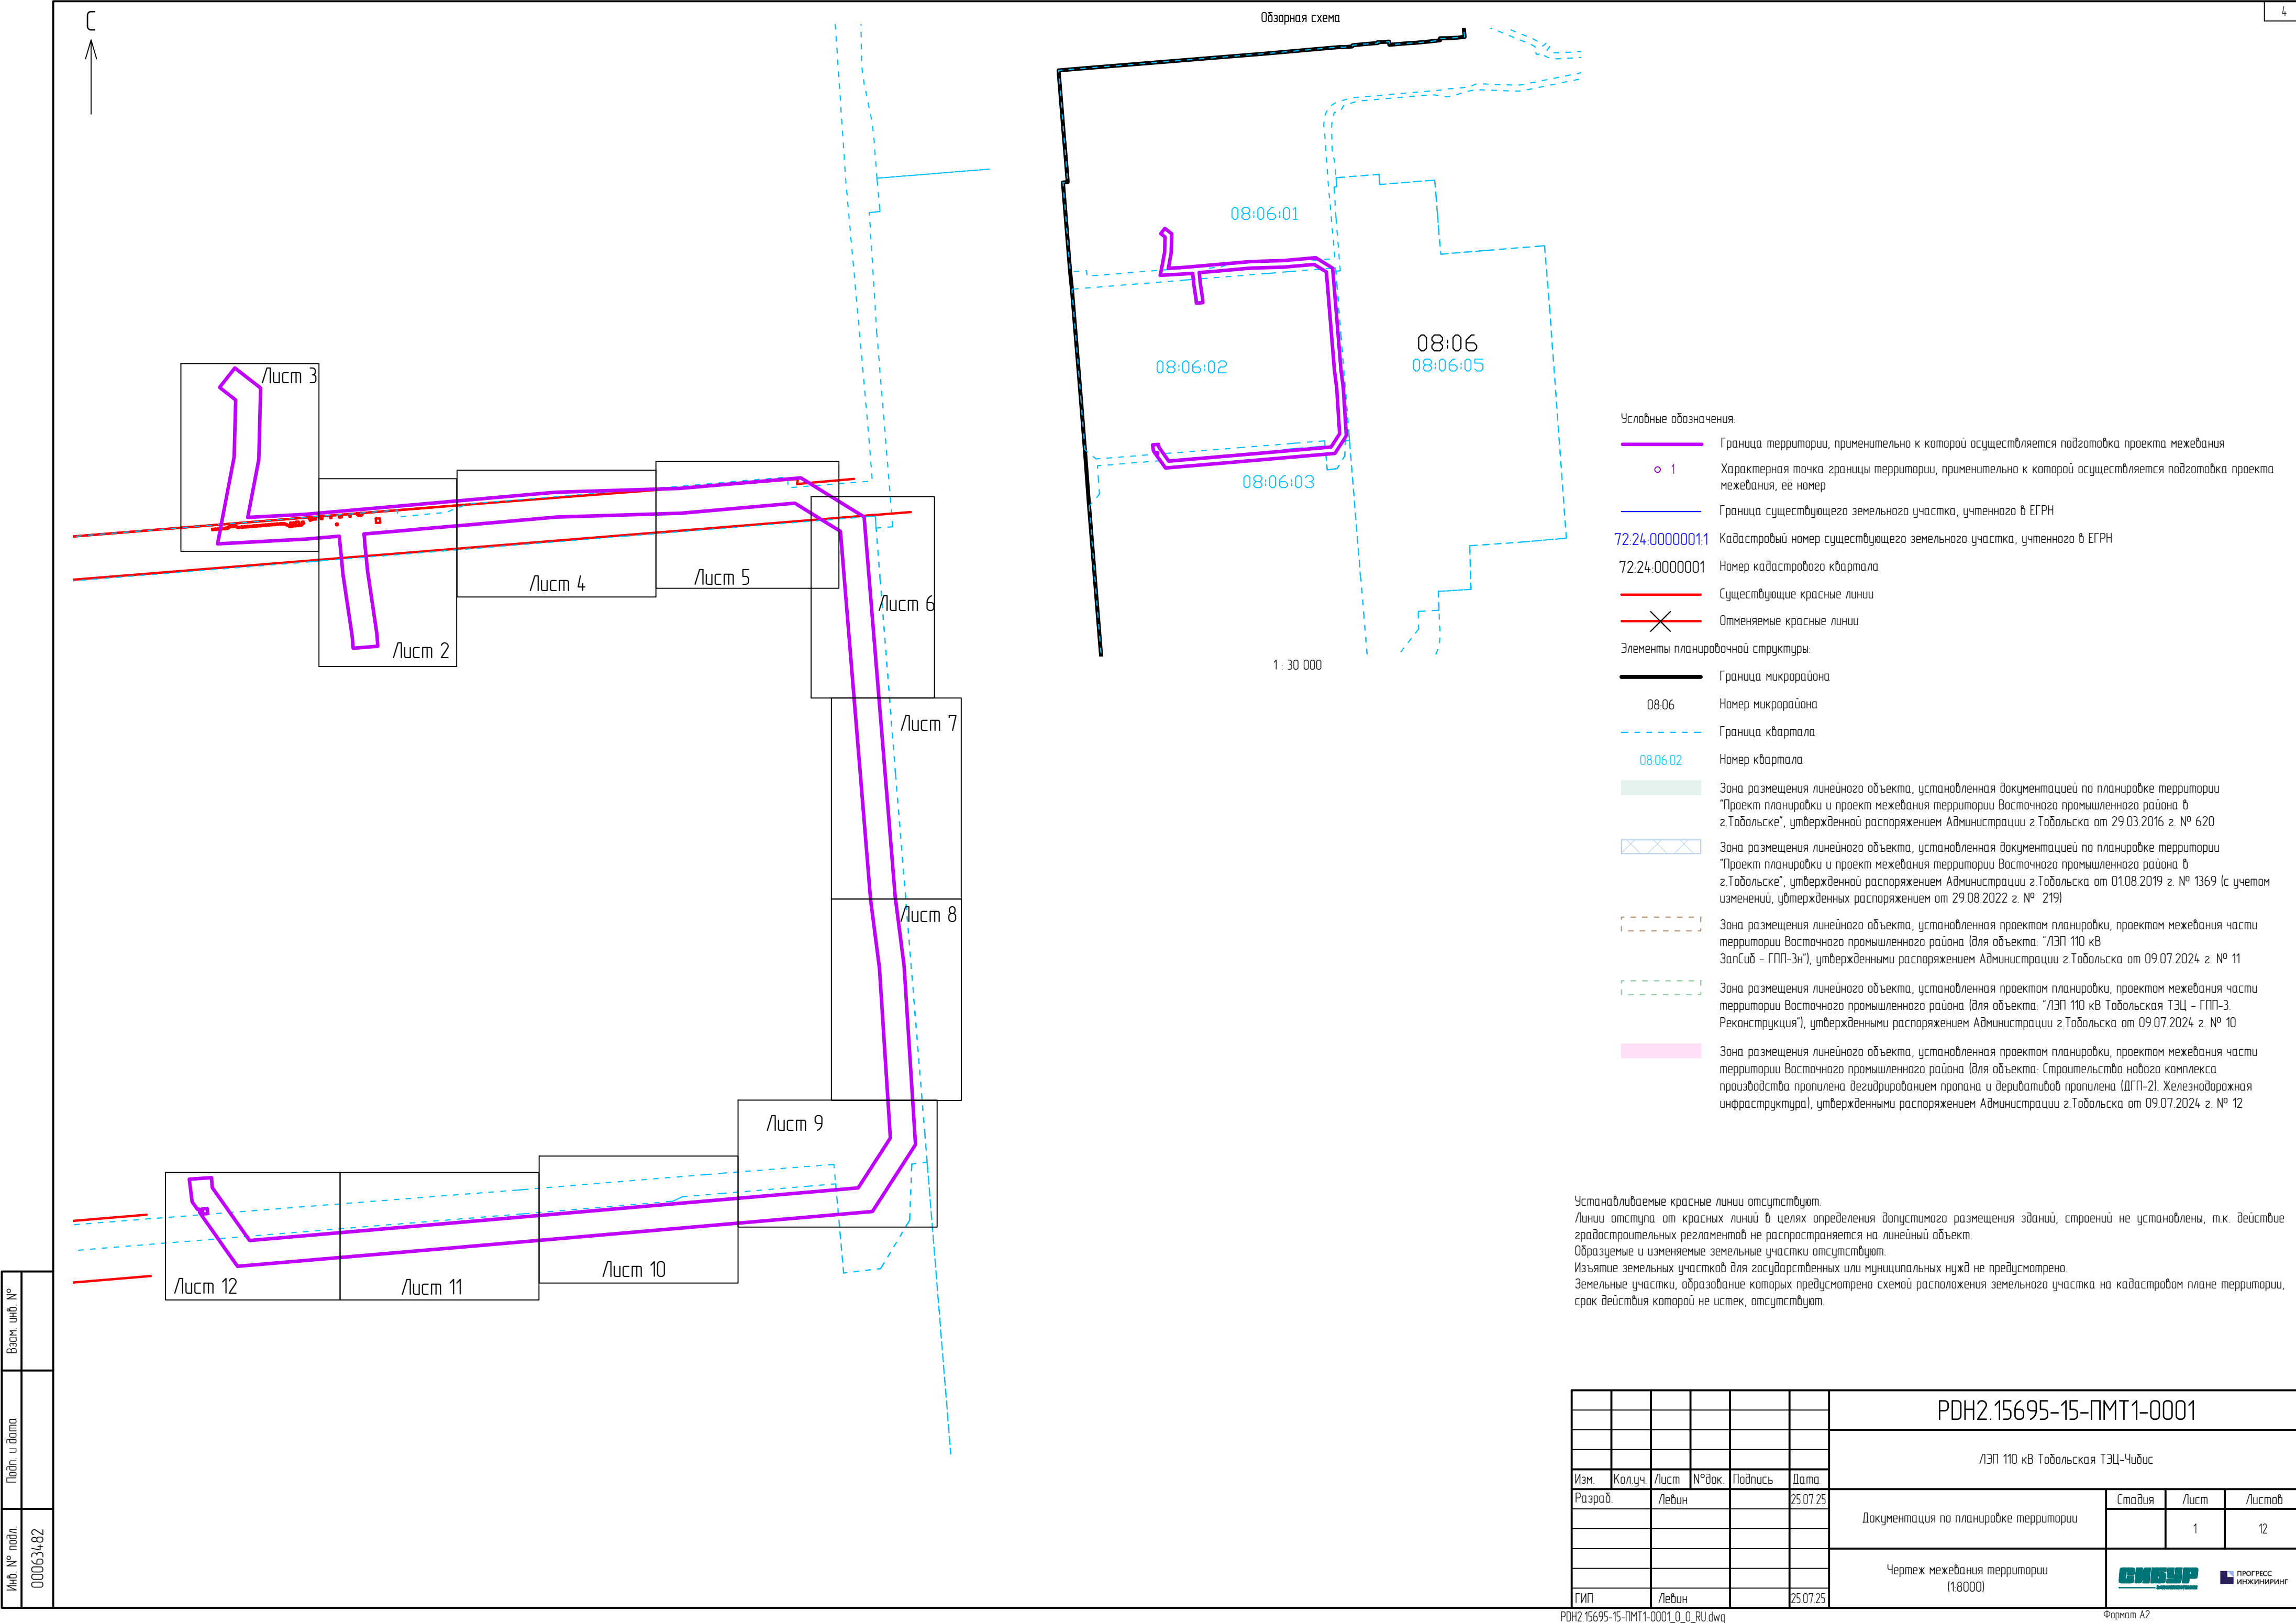 4
С
Обзорная схема
08:06:01
08:06
08:06:02
08:06:05
08:06:03
1 : 30 000
Лист 3
Лист 4
Лист 5
Лист 6
Лист 2
Лист 7
Лист 8
Лист 9
Лист 10
Лист 11
Лист 12
Условные обозначения:
Граница территории, применительно к которой осуществляется подготовка проекта межевания
1
Характерная точка границы территории, применительно к которой осуществляется подготовка проекта
межевания, её номер
Граница существующего земельного участка, учтенного в ЕГРН
72:24:0000001:1 Кадастровый номер существующего земельного участка, учтенного в ЕГРН
72:24:0000001 Номер кадастрового квартала
Существующие красные линии
Отменяемые красные линии
Элементы планировочной структуры:
Граница микрорайона
08:06 Номер микрорайона
Граница квартала
08:06:02 Номер квартала
Зона размещения линейного объекта, установленная документацией по планировке территории
"Проект планировки и проект межевания территории Восточного промышленного района в
г.Тобольске", утвержденной распоряжением Администрации г.Тобольска от 29.03.2016 г. № 620
Зона размещения линейного объекта, установленная документацией по планировке территории
"Проект планировки и проект межевания территории Восточного промышленного района в
г.Тобольске", утвержденной распоряжением Администрации г.Тобольска от 01.08.2019 г. № 1369 (с учетом
изменений, увтержденных распоряжением от 29.08.2022 г. № 219)
Зона размещения линейного объекта, установленная проектом планировки, проектом межевания части
территории Восточного промышленного района (для объекта: "ЛЭП 110 кВ
ЗапСиб - ГПП-3н"), утвержденными распоряжением Администрации г.Тобольска от 09.07.2024 г. № 11
Зона размещения линейного объекта, установленная проектом планировки, проектом межевания части
территории Восточного промышленного района (для объекта: "ЛЭП 110 кВ Тобольская ТЭЦ - ГПП-3.
Реконструкция"), утвержденными распоряжением Администрации г.Тобольска от 09.07.2024 г. № 10
Зона размещения линейного объекта, установленная проектом планировки, проектом межевания части
территории Восточного промышленного района (для объекта: Строительство нового комплекса
производства пропилена дегидрированием пропана и деривативов пропилена (ДГП-2). Железнодорожная
инфраструктура), утвержденными распоряжением Администрации г.Тобольска от 09.07.2024 г. № 12
Устанавливаемые красные линии отсутствуют.
Линии отступа от красных линий в целях определения допустимого размещения зданий, строений не установлены, т.к. действие
градостроительных регламентов не распространяется на линейный объект.
Образуемые и изменяемые земельные участки отсутствуют.
Изъятие земельных участков для государственных или муниципальных нужд не предусмотрено.
Земельные участки, образование которых предусмотрено схемой расположения земельного участка на кадастровом плане территории,
срок действия которой не истек, отсутствуют.
Взам. инв. №
Подп. и дата
Инв. № подл.
00063482
PDH2.15695-15-ПМТ1-0001
ЛЭП 110 кВ Тобольская ТЭЦ-Чибис
Изм. Кол.уч. Лист №док. Подпись Дата
Разраб. Левин 25.07.25
Документация по планировке территории
Стадия Лист Листов
1 12
Чертеж межевания территории
(1:8000)
СИБУР
ПРОГРЕСС
ИНЖИНИРИНГ
ГИП Левин 25.07.25
PDH2.15695-15-ПМТ1-0001_0_0_RU.dwg
Формат А2